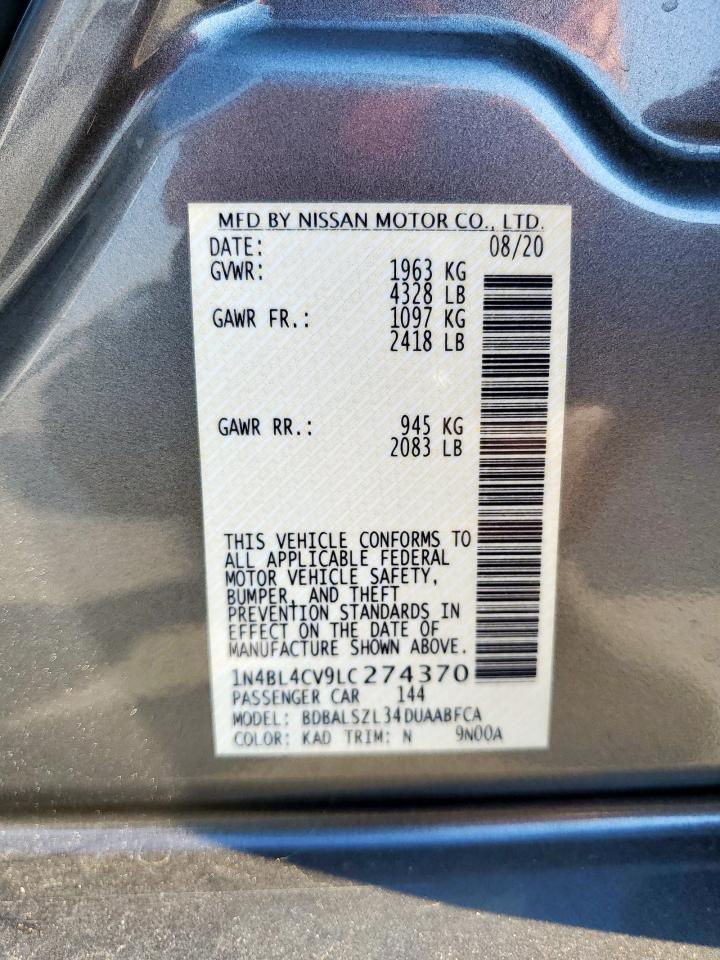 MFD BY NISSAN MOTOR CO., LTD.
DATE: 08/20
GVWR: 1963 KG
4328 LB
GAWR FR.: 1097 KG
2418 LB
GAWR RR.: 945 KG
2083 LB
THIS VEHICLE CONFORMS TO
ALL APPLICABLE FEDERAL
MOTOR VEHICLE SAFETY,
BUMPER, AND THEFT
PREVENTION STANDARDS IN
EFFECT ON THE DATE OF
MANUFACTURE SHOWN ABOVE.
1N4BL4CV9LC274370
PASSENGER CAR 144
MODEL: BDBALSZL34DUAABFCA
COLOR: KAD TRIM: N 9N00A